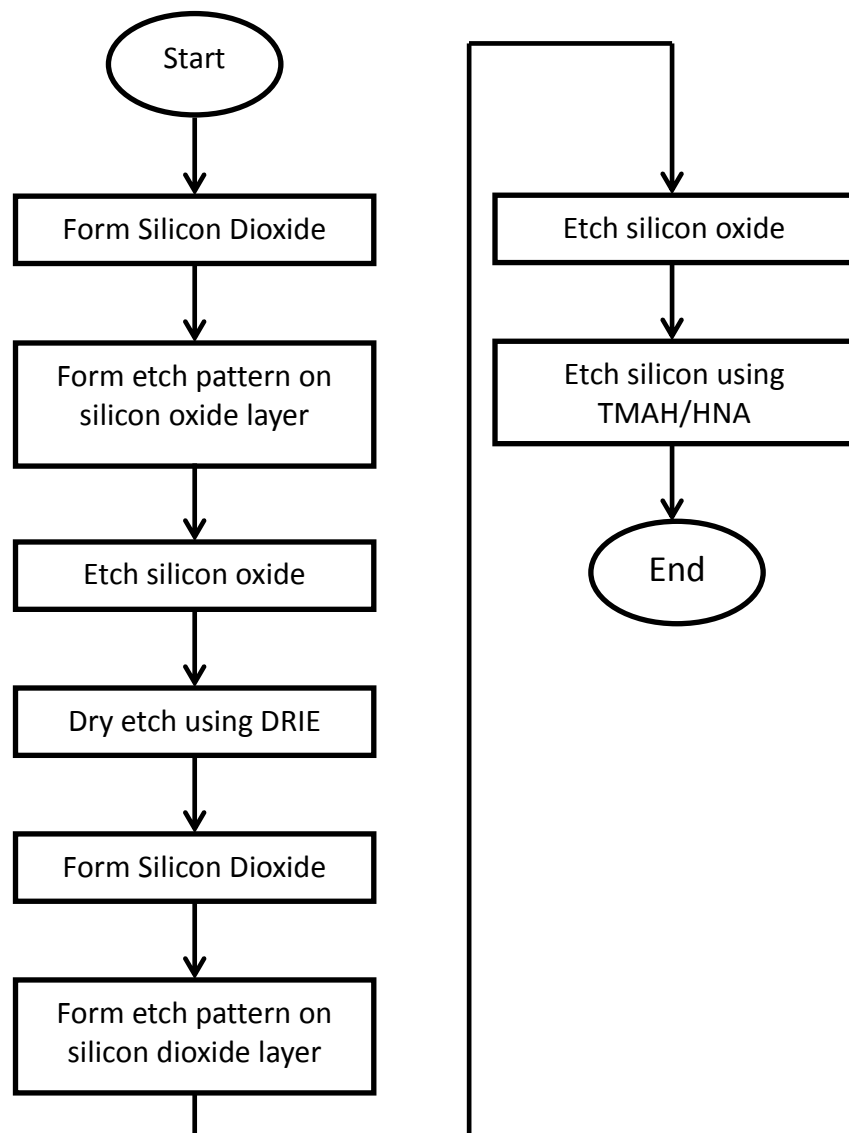 Start
Form Silicon Dioxide
Form etch pattern on
silicon oxide layer
Etch silicon oxide
Dry etch using DRIE
Form Silicon Dioxide
Form etch pattern on
silicon dioxide layer
Etch silicon oxide
Etch silicon using
TMAH/HNA
End